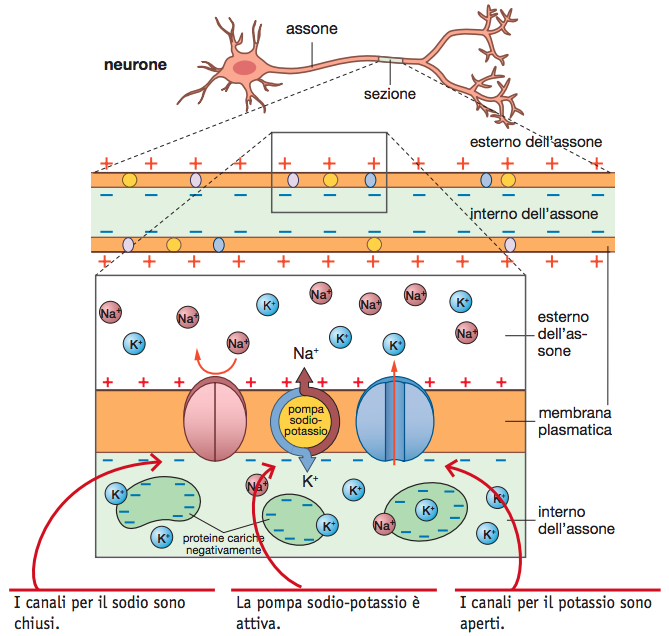 assone
neurone
sezione
esterno dell'assone
+ + + + + + + + + + + +
interno dell'assone
+ + + + + + + + + + + +
Na⁺
K⁺
Na⁺
Na⁺
Na⁺
K⁺
Na⁺
Na⁺
K⁺
Na⁺
K⁺
K⁺
Na⁺
esterno
dell'as-
sone
Na⁺
pompa
sodio-
potassio
K⁺
membrana
plasmatica
K⁺
Na⁺
K⁺
K⁺
K⁺
K⁺
Na⁺
K⁺
K⁺
proteine cariche
negativamente
interno
dell'assone
I canali per il sodio sono
chiusi.
La pompa sodio-potassio è
attiva.
I canali per il potassio sono
aperti.